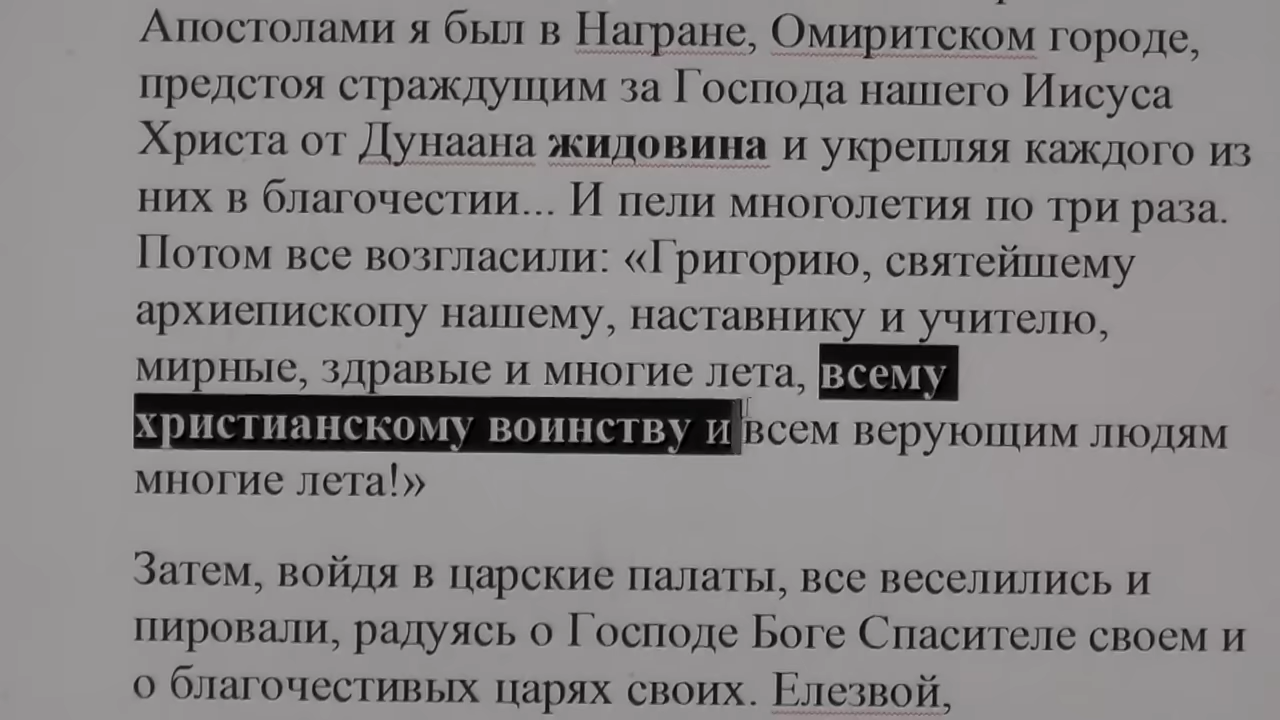 Апостолами я был в Награне, Омиритском городе,
предстоя страждущим за Господа нашего Иисуса
Христа от Дунаана жидовина и укрепляя каждого из
них в благочестии... И пели многолетия по три раза.
Потом все возгласили: «Григорию, святейшему
архиепископу нашему, наставнику и учителю,
мирные, здравые и многие лета, всему
христианскому воинству и всем верующим людям
многие лета!»
Затем, войдя в царские палаты, все веселились и
пировали, радуясь о Господе Боге Спасителе своем и
о благочестивых царях своих. Елезвой,